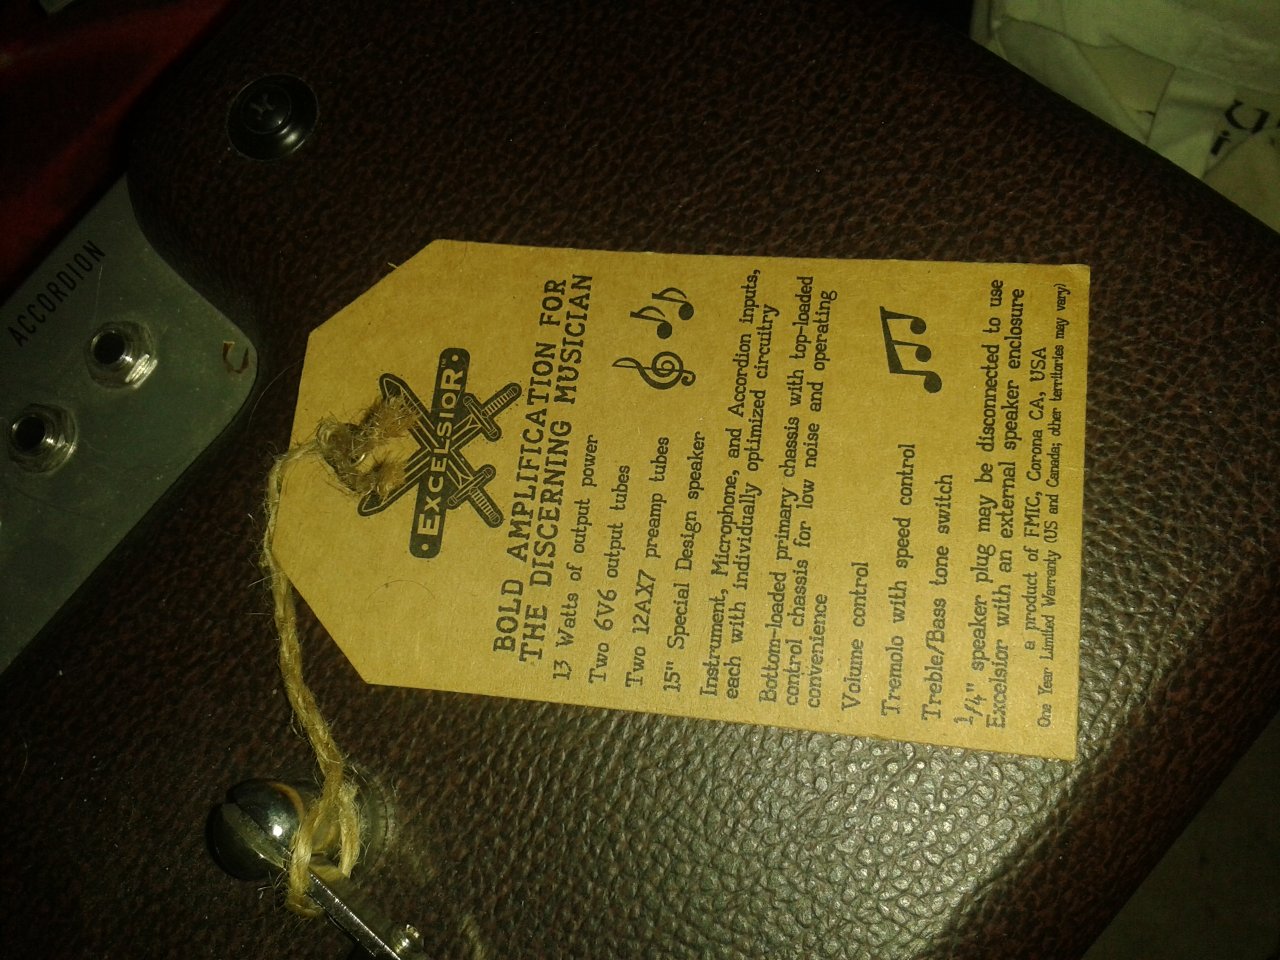 ACCORDION
EXCELSIOR
BOLD AMPLIFICATION FOR
THE DISCERNING MUSICIAN
13 Watts of output power
Two 6V6 output tubes
Two 12AX7 preamp tubes
15" Special Design speaker
Instrument, Microphone, and Accordion inputs,
each with individually optimized circuitry
Bottom-loaded primary chassis with top-loaded
control chassis for low noise and operating
convenience
Volume control
Tremolo with speed control
Treble/Bass tone switch
1/4" speaker plug may be disconnected to use
Excelsior with an external speaker enclosure
a product of FMIC, Corona CA, USA
One Year Limited Warranty (US and Canada; other territories may vary)